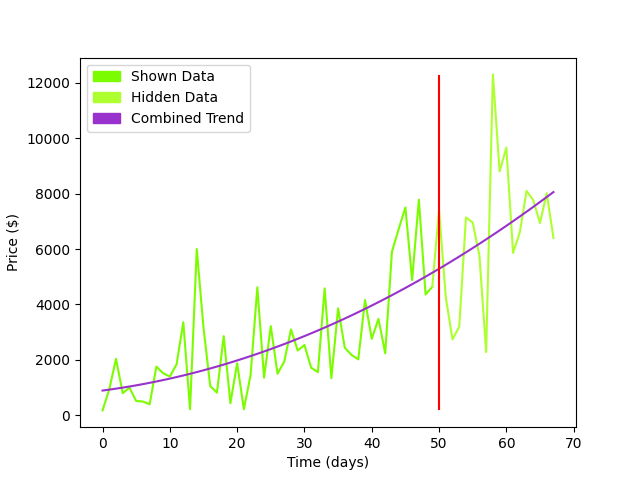 Shown Data
Hidden Data
Combined Trend
12000
10000
8000
6000
4000
2000
0
Price ($)
0 10 20 30 40 50 60 70
Time (days)